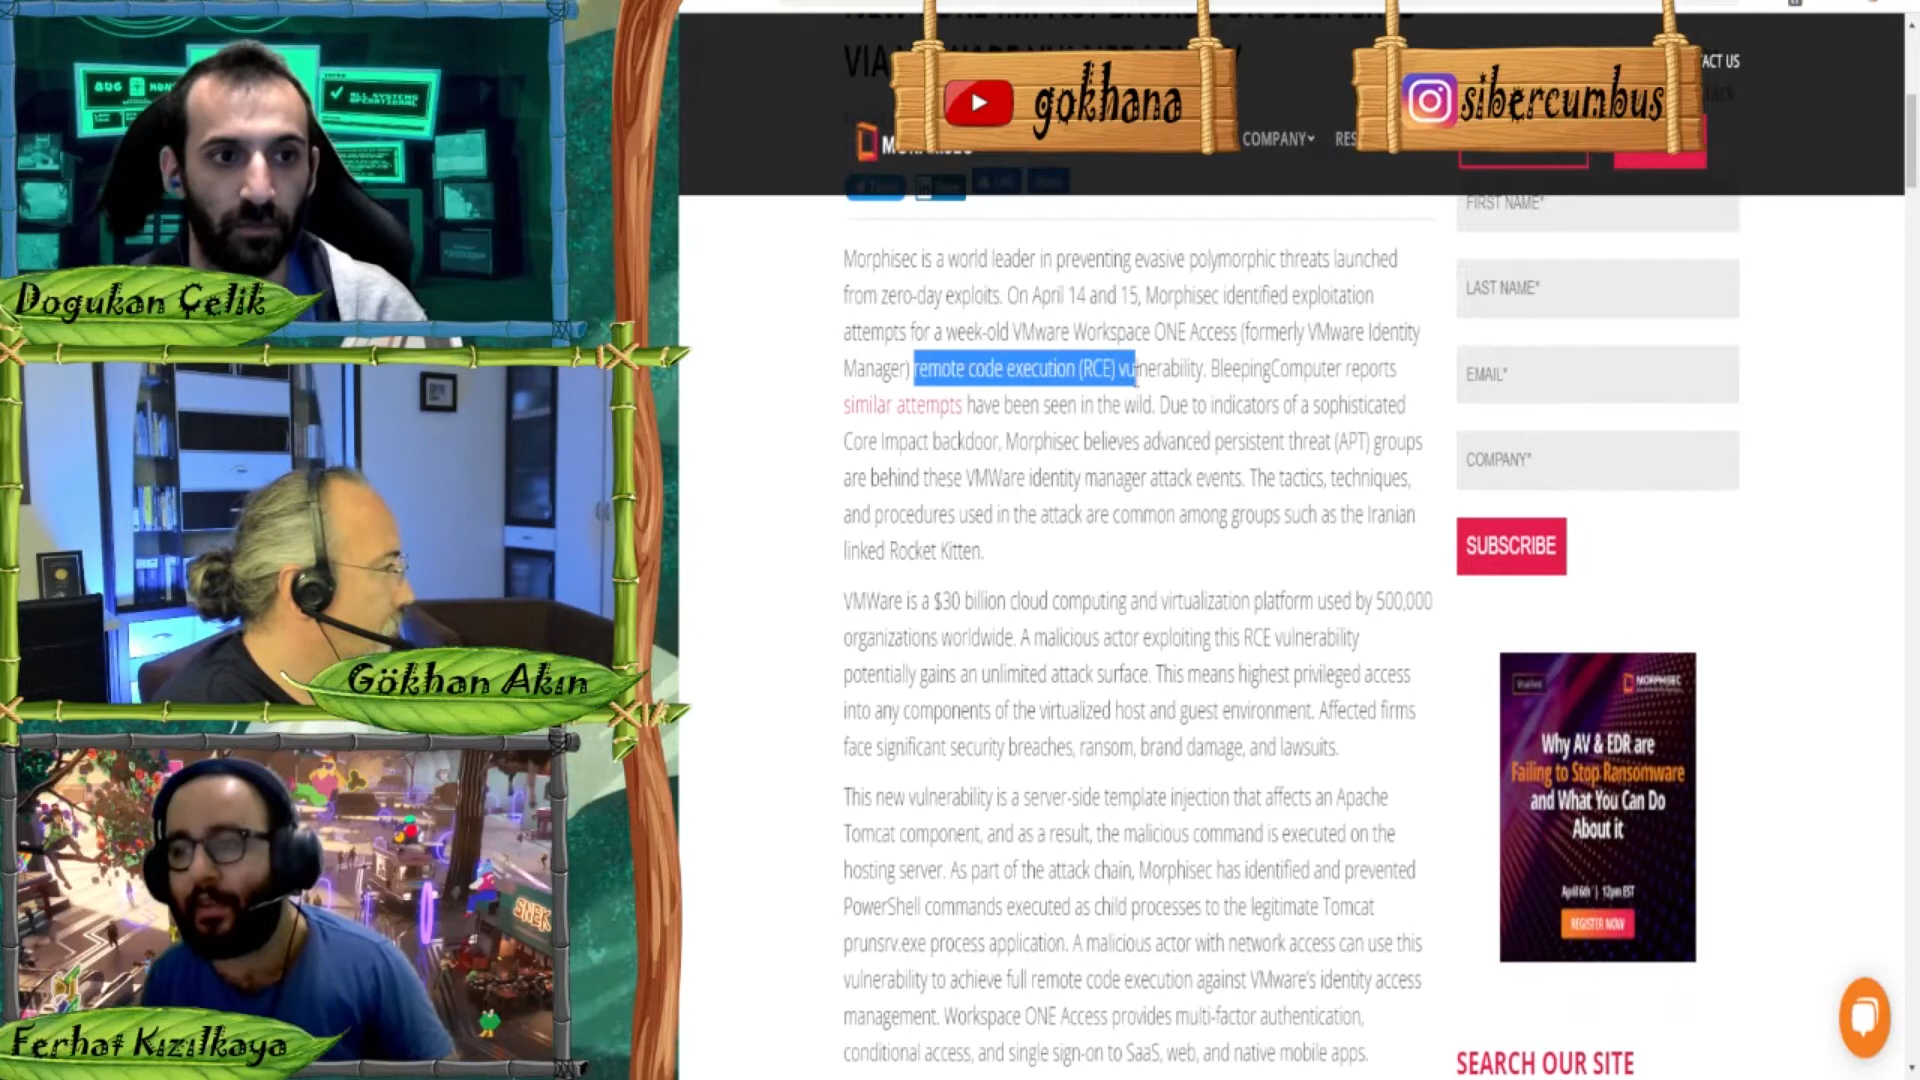 VIA
gokhana
sibercumbus
ACT US
COMPANY
RES
FIRST NAME*
LAST NAME*
EMAIL*
COMPANY*
SUBSCRIBE
Morphisec is a world leader in preventing evasive polymorphic threats launched
from zero-day exploits. On April 14 and 15, Morphisec identified exploitation
attempts for a week-old VMware Workspace ONE Access (formerly VMware Identity
Manager) remote code execution (RCE) vulnerability. BleepingComputer reports
similar attempts have been seen in the wild. Due to indicators of a sophisticated
Core Impact backdoor, Morphisec believes advanced persistent threat (APT) groups
are behind these VMWare identity manager attack events. The tactics, techniques,
and procedures used in the attack are common among groups such as the Iranian
linked Rocket Kitten.
VMWare is a $30 billion cloud computing and virtualization platform used by 500,000
organizations worldwide. A malicious actor exploiting this RCE vulnerability
potentially gains an unlimited attack surface. This means highest privileged access
into any components of the virtualized host and guest environment. Affected firms
face significant security breaches, ransom, brand damage, and lawsuits.
This new vulnerability is a server-side template injection that affects an Apache
Tomcat component, and as a result, the malicious command is executed on the
hosting server. As part of the attack chain, Morphisec has identified and prevented
PowerShell commands executed as child processes to the legitimate Tomcat
prunsrv.exe process application. A malicious actor with network access can use this
vulnerability to achieve full remote code execution against VMware's identity access
management. Workspace ONE Access provides multi-factor authentication,
conditional access, and single sign-on to SaaS, web, and native mobile apps.
MORPHISEC
Why AV & EDR are
Failing to Stop Ransomware
and What You Can Do
About it
April 6th | 12pm EST
REGISTER NOW
SEARCH OUR SITE
ALL SYSTEMS
OPERATIONAL
Dogukan Çelik
Gökhan Akın
SNEK
Ferhat Kızılkaya